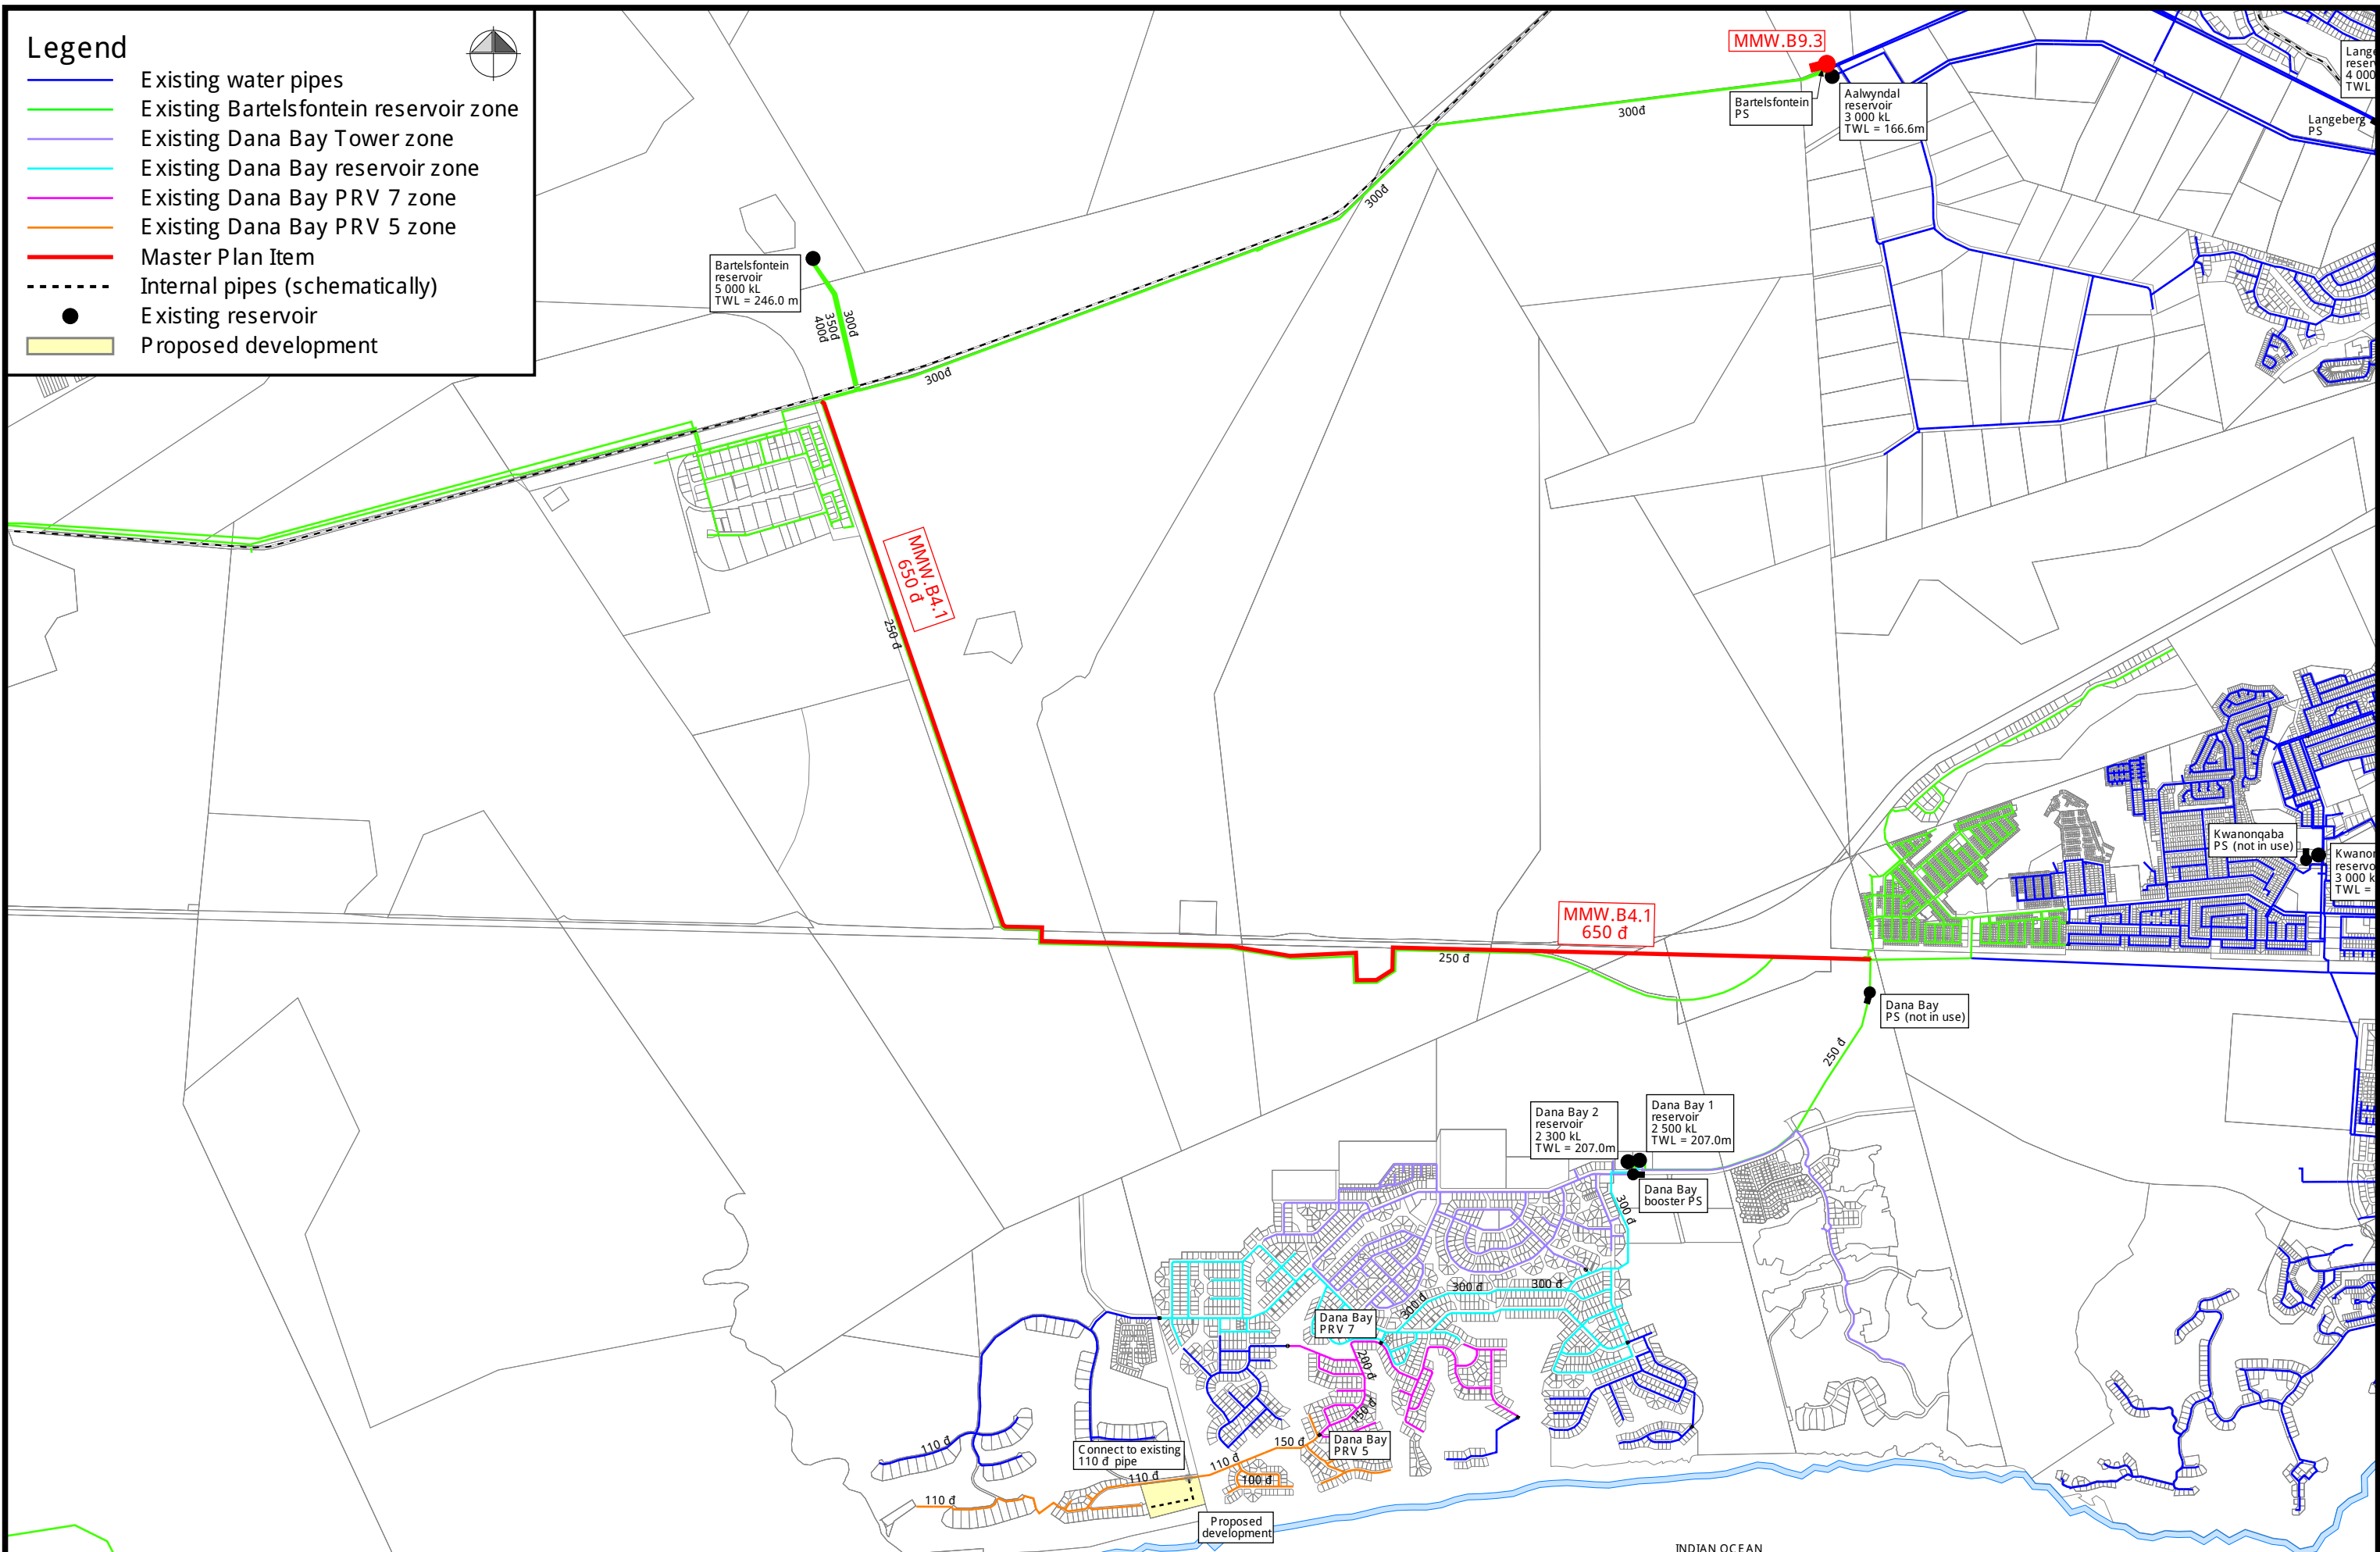 Legend
Existing water pipes
Existing Bartelsfontein reservoir zone
Existing Dana Bay Tower zone
Existing Dana Bay reservoir zone
Existing Dana Bay PRV 7 zone
Existing Dana Bay PRV 5 zone
Master Plan Item
Internal pipes (schematically)
Existing reservoir
Proposed development
MMW.B9.3
Bartelsfontein
PS
Aalwyndal
reservoir
3 000 kL
TWL = 166.6m
4 000
TWL
Langeberg
PS
300đ
300đ
300đ
Bartelsfontein
reservoir
5 000 kL
TWL = 246.0 m
300đ
350đ
400đ
MMW.B4.1
650 đ
250 đ
MMW.B4.1
650 đ
250 đ
Kwanonqaba
PS (not in use)
3 000 k
TWL =
Dana Bay
PS (not in use)
250 đ
Dana Bay 2
reservoir
2 300 kL
TWL = 207.0m
Dana Bay 1
reservoir
2 500 kL
TWL = 207.0m
Dana Bay
booster PS
300 đ
300 đ
300 đ
300 đ
Dana Bay
PRV 7
200 đ
150 đ
Dana Bay
PRV 5
150 đ
110 đ
100 đ
110 đ
Connect to existing
110 đ pipe
110 đ
110 đ
Proposed
development
INDIAN OCEAN